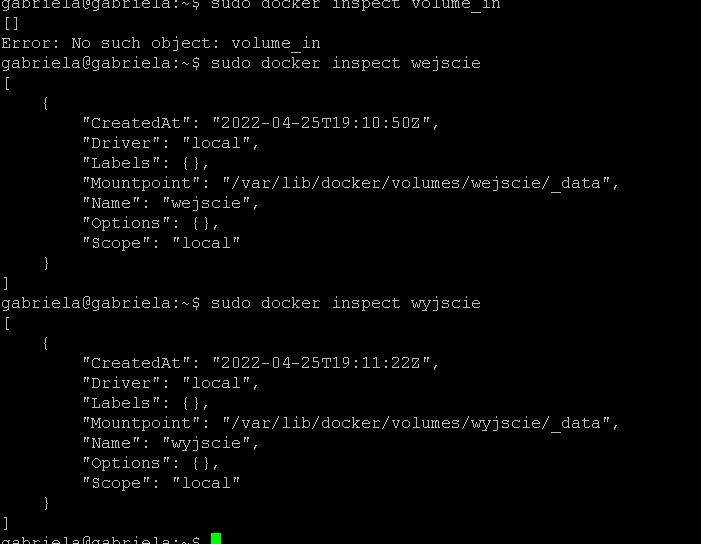 gabriela@gabriela:~$ sudo docker inspect volume_in
[]
Error: No such object: volume_in
gabriela@gabriela:~$ sudo docker inspect wejscie
[
    {
        "CreatedAt": "2022-04-25T19:10:50Z",
        "Driver": "local",
        "Labels": {},
        "Mountpoint": "/var/lib/docker/volumes/wejscie/_data",
        "Name": "wejscie",
        "Options": {},
        "Scope": "local"
    }
]
gabriela@gabriela:~$ sudo docker inspect wyjscie
[
    {
        "CreatedAt": "2022-04-25T19:11:22Z",
        "Driver": "local",
        "Labels": {},
        "Mountpoint": "/var/lib/docker/volumes/wyjscie/_data",
        "Name": "wyjscie",
        "Options": {},
        "Scope": "local"
    }
]
gabriela@gabriela:~$